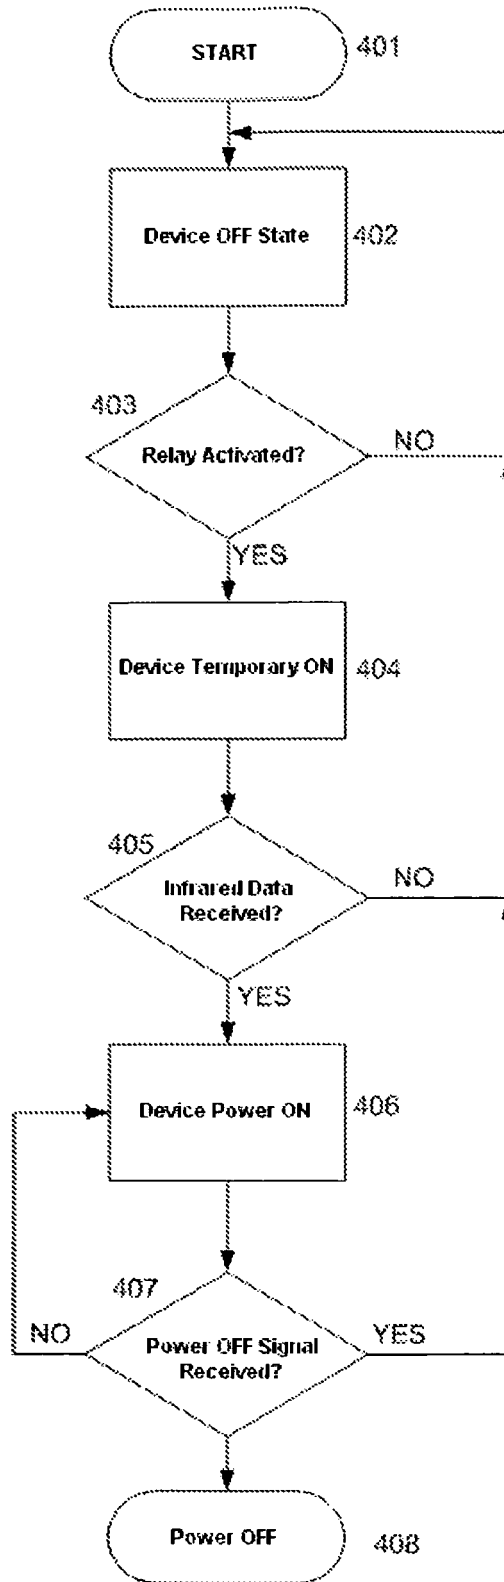 START
401
Device OFF State
402
403
Relay Activated?
NO
YES
Device Temporary ON
404
405
Infrared Data
Received?
NO
YES
Device Power ON
406
407
NO
Power OFF Signal
Received?
YES
Power OFF
408